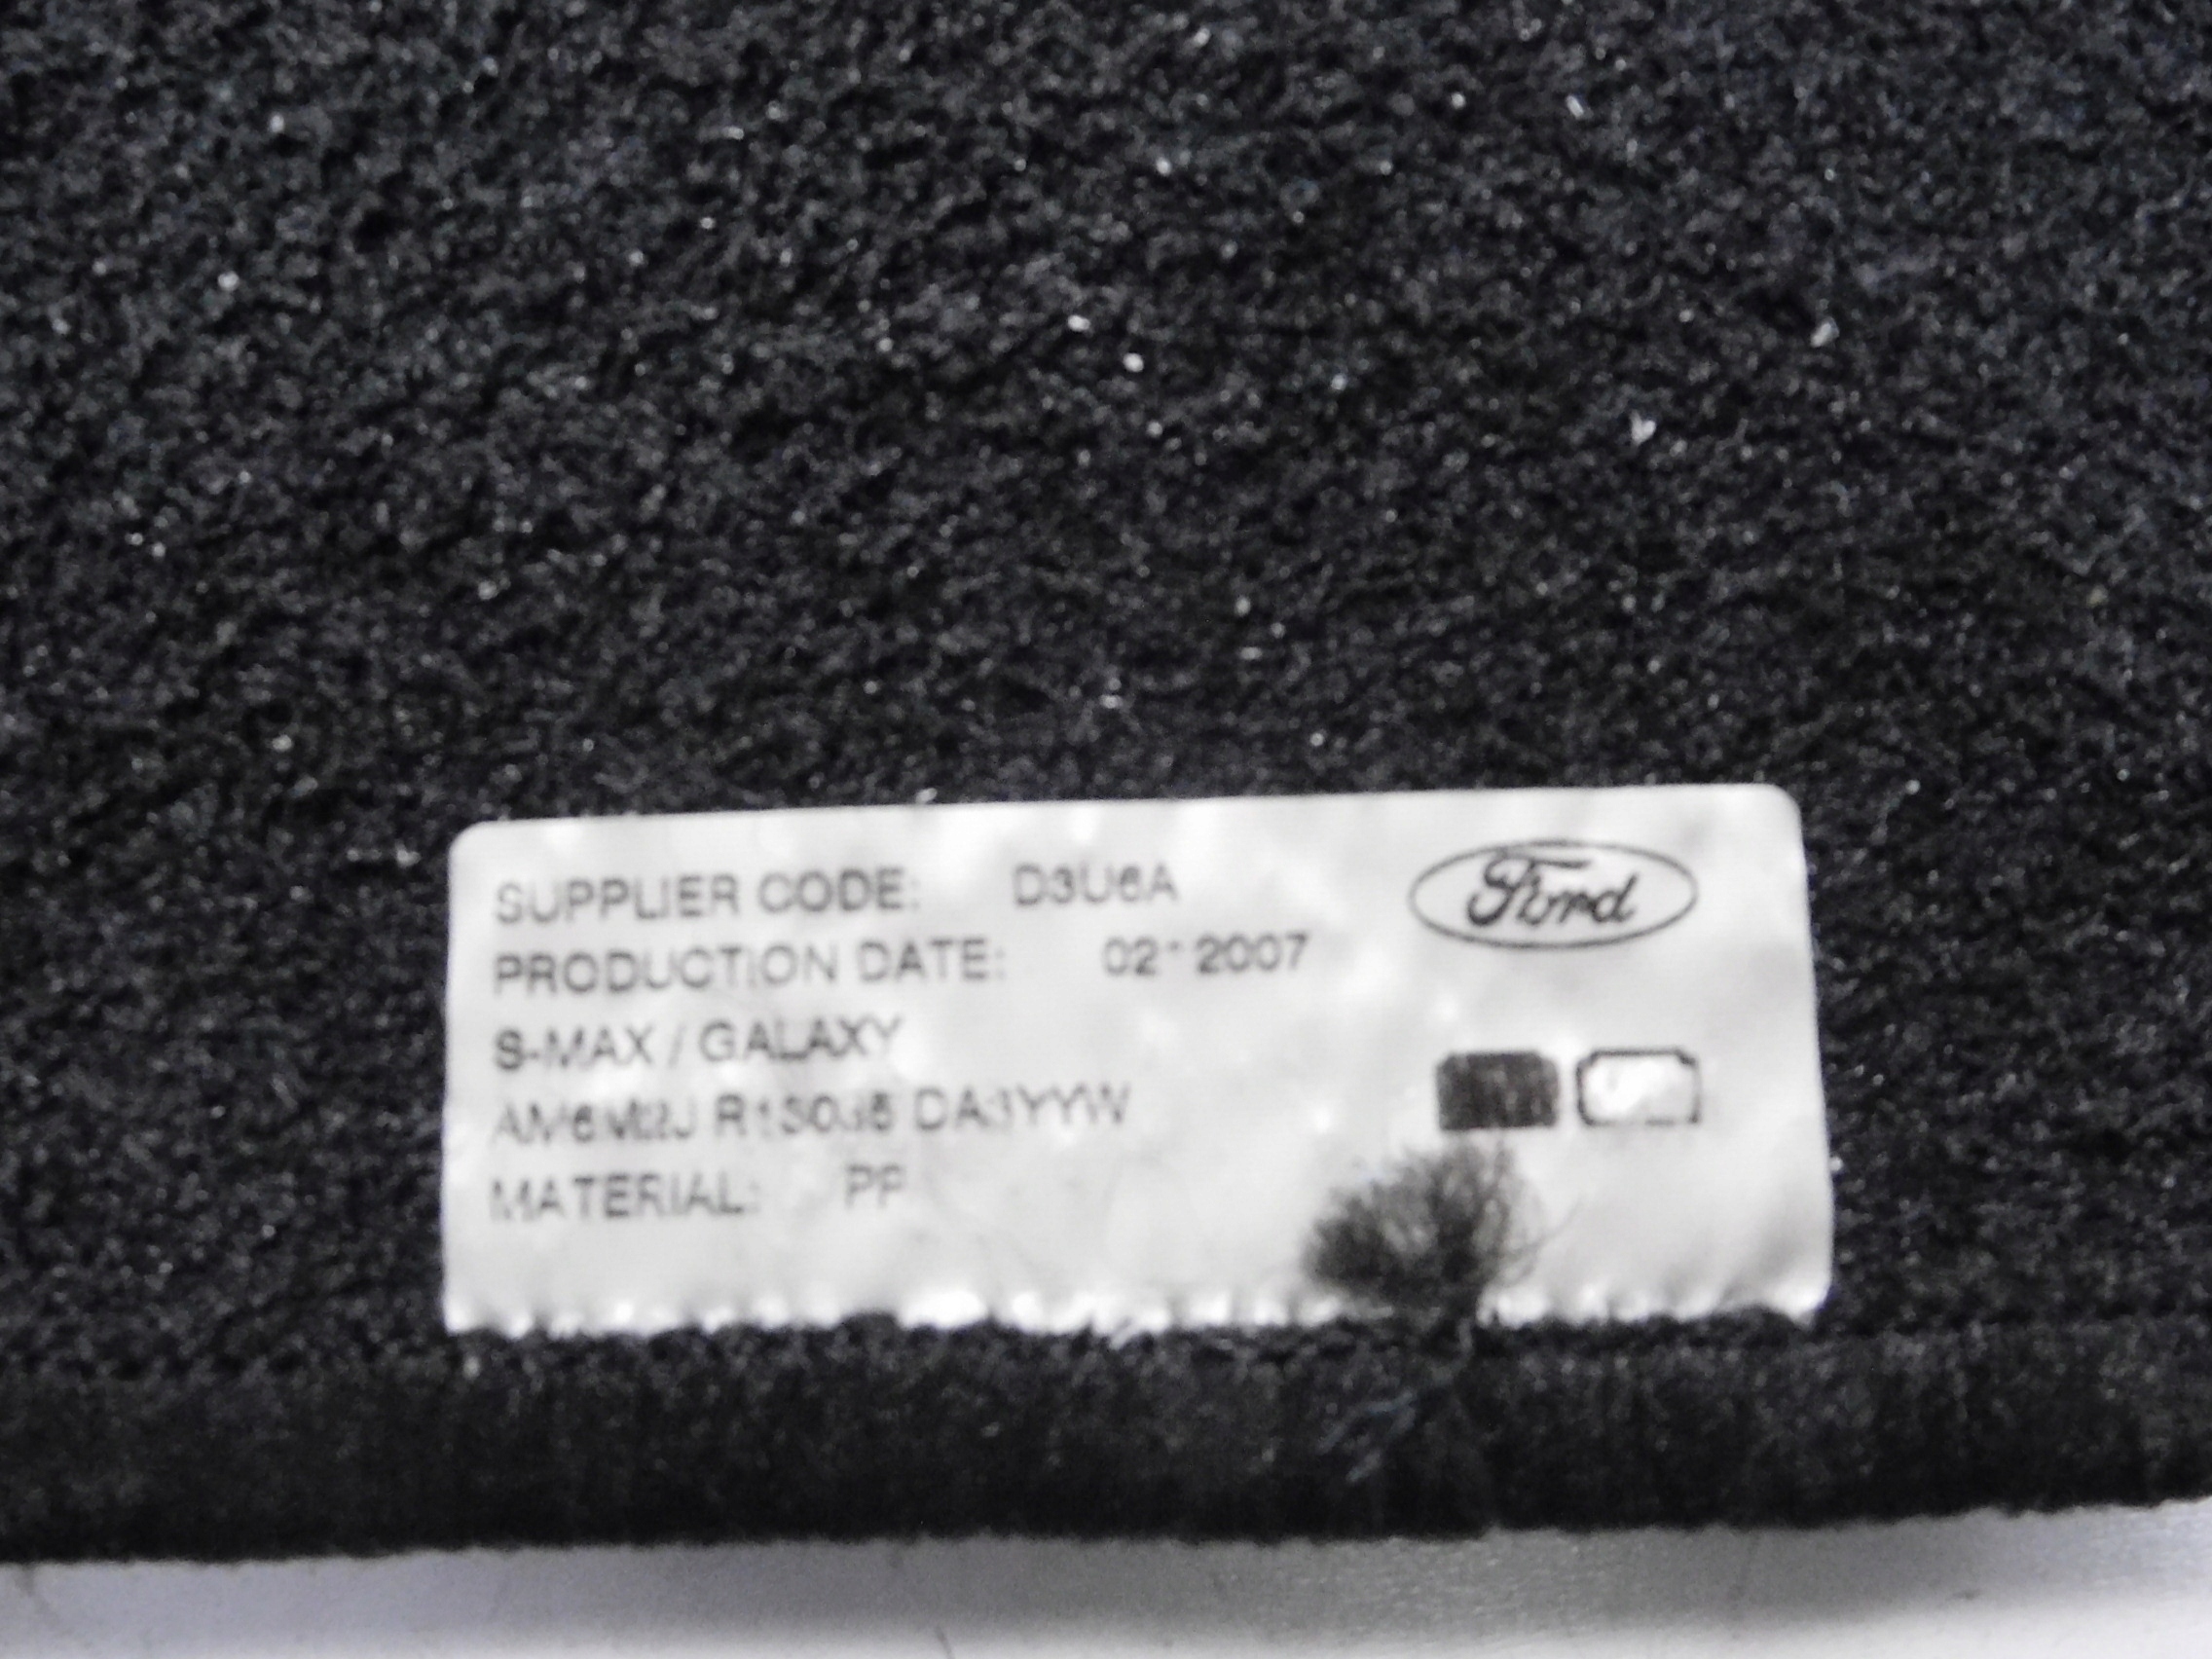 SUPPLIER CODE: D3U6A
Ford
PRODUCTION DATE: 02 2007
S-MAX / GALAXY
MATERIAL: PP